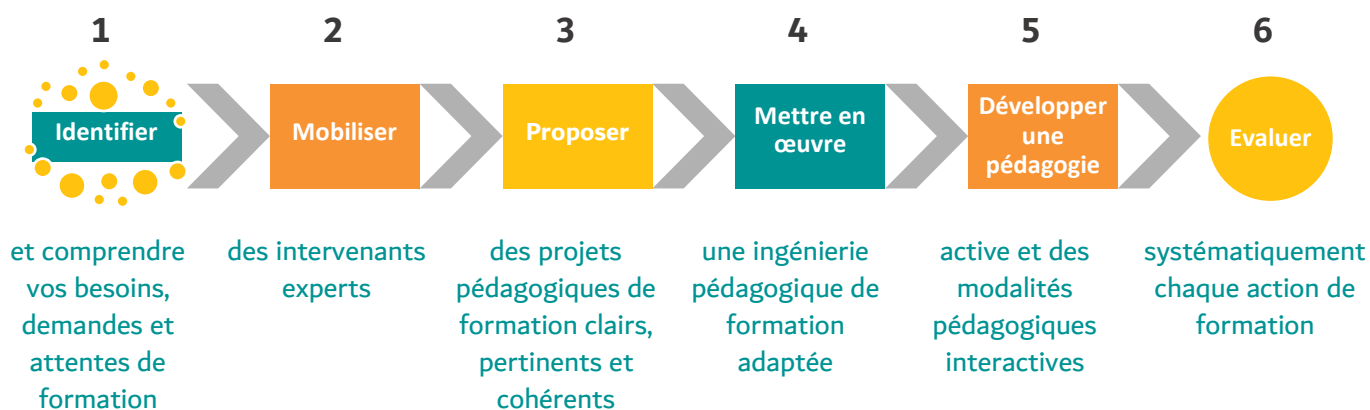 1
Identifier
et comprendre
vos besoins,
demandes et
attentes de
formation
2
Mobiliser
des intervenants
experts
3
Proposer
des projets
pédagogiques de
formation clairs,
pertinents et
cohérents
4
Mettre en
œuvre
une ingénierie
pédagogique de
formation
adaptée
5
Développer
une
pédagogie
active et des
modalités
pédagogiques
interactives
6
Evaluer
systématiquement
chaque action de
formation